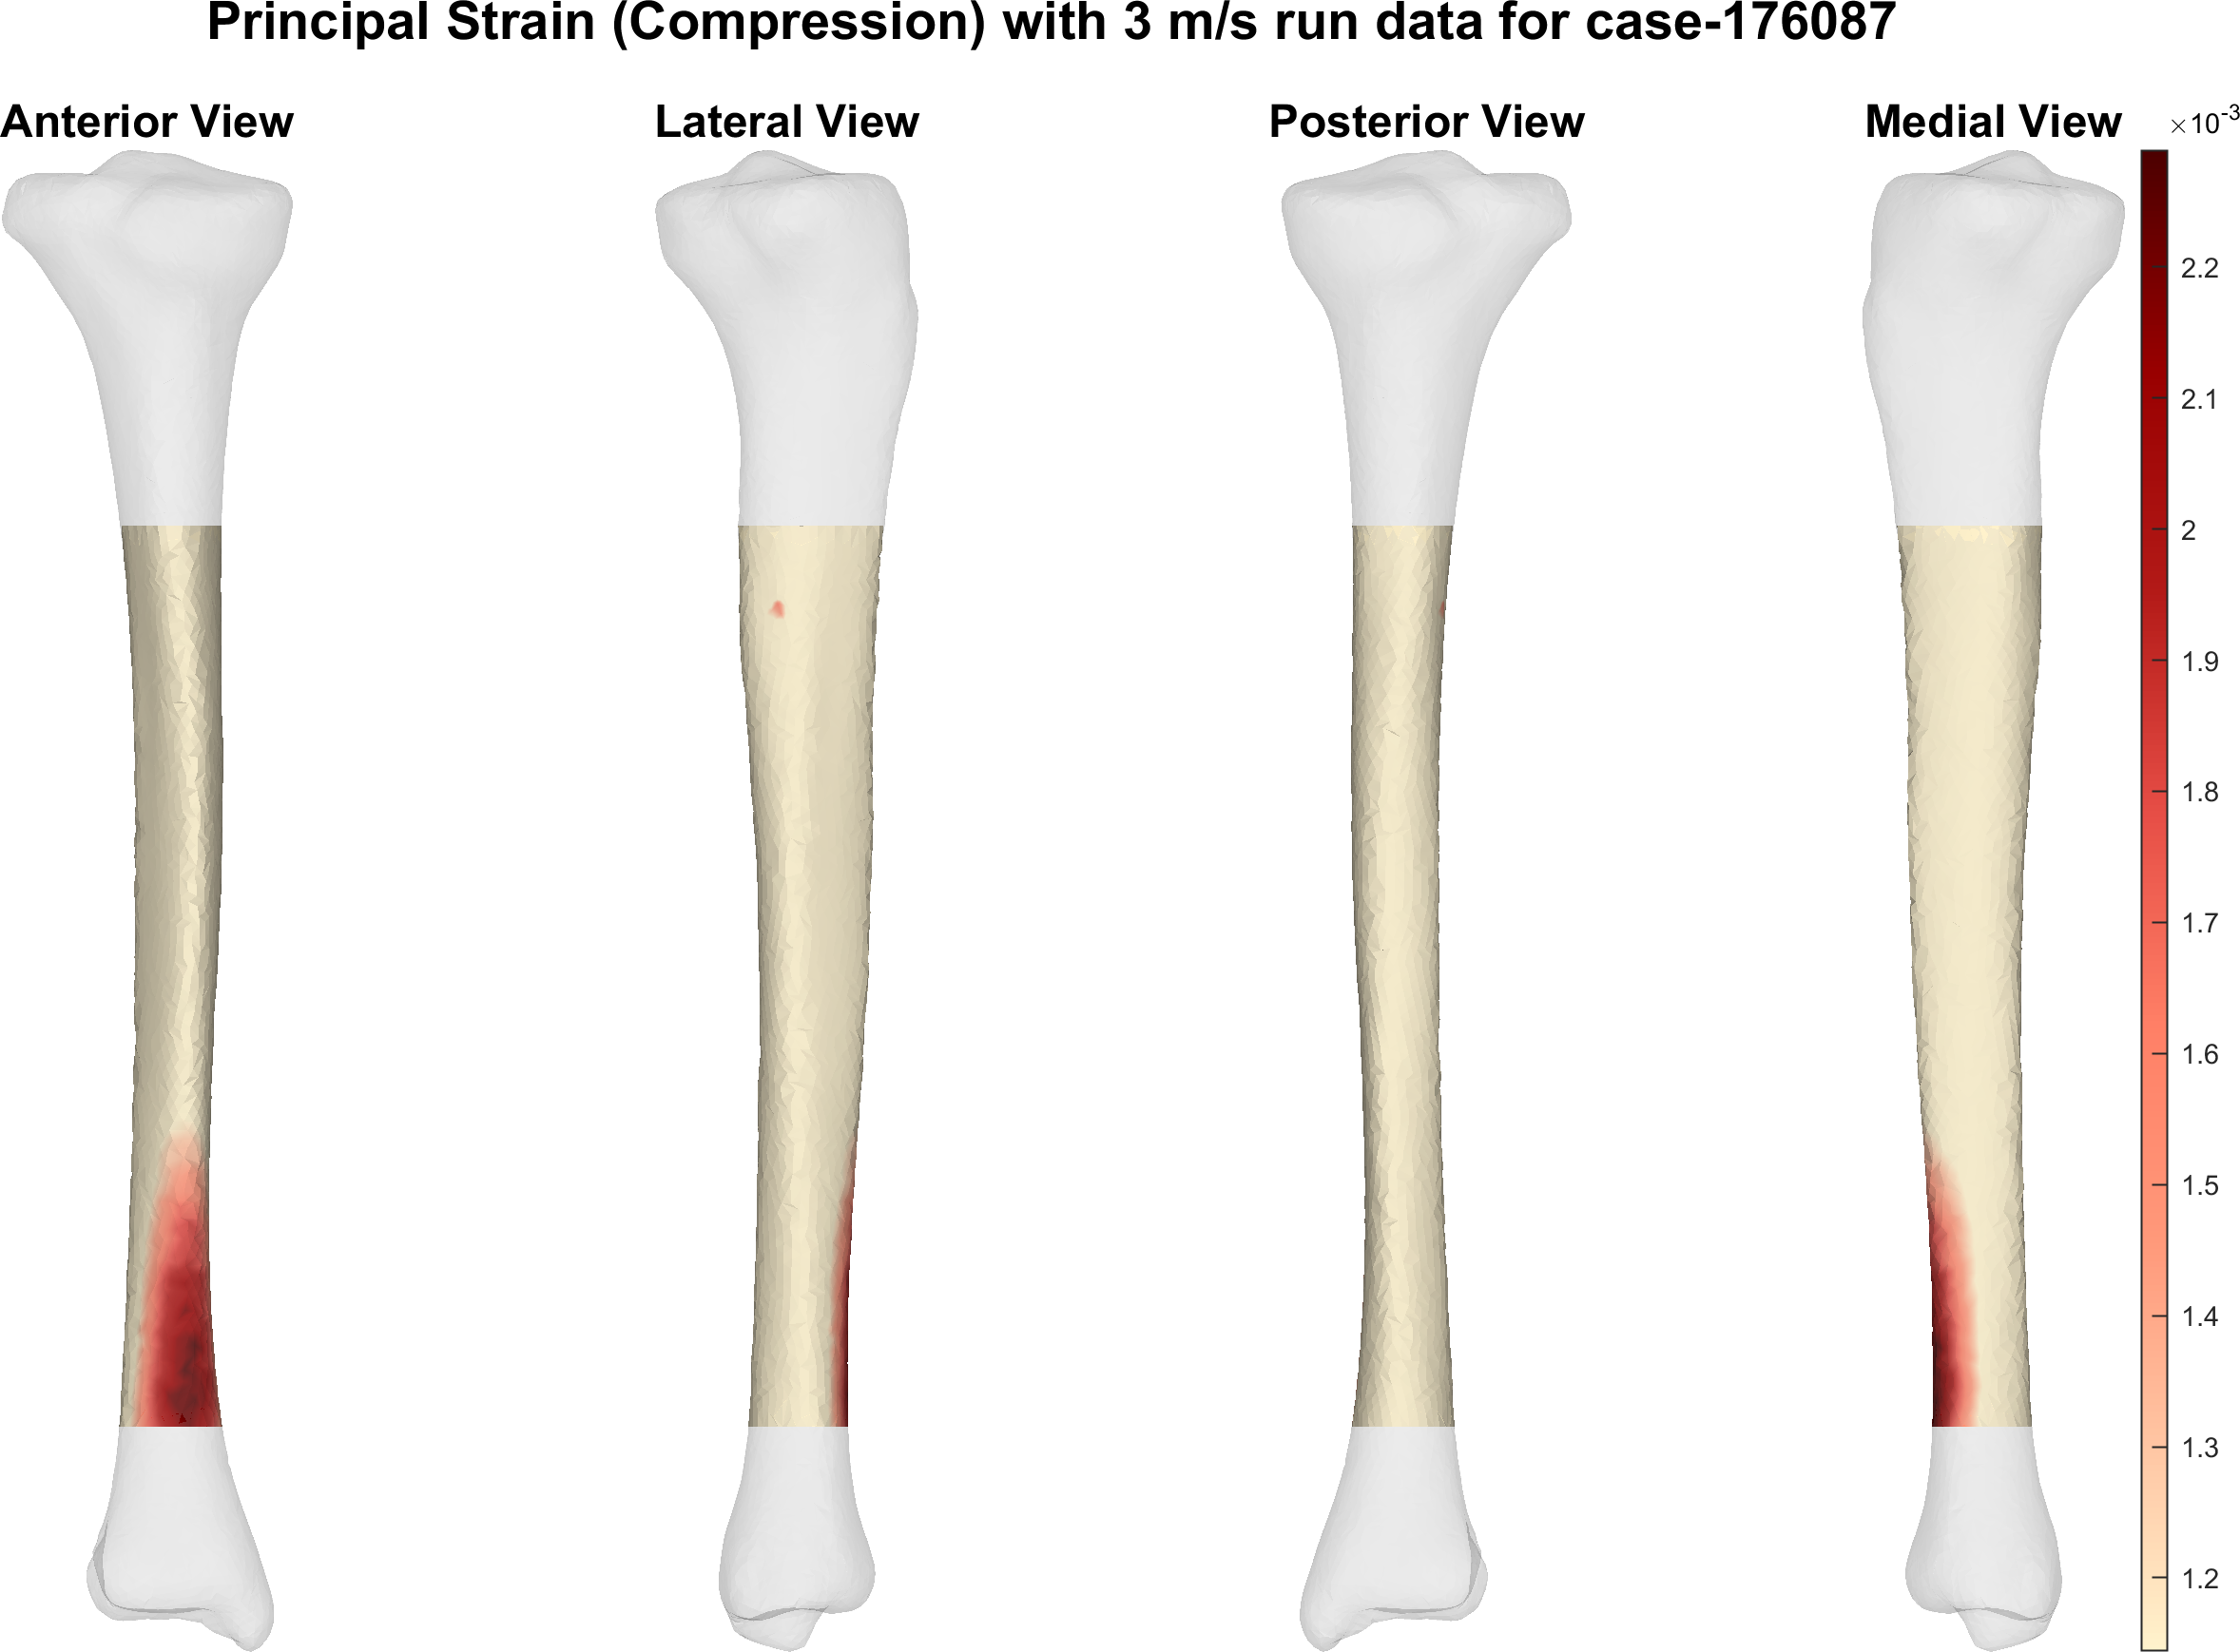 Principal Strain (Compression) with 3 m/s run data for case-176087
Anterior View
Lateral View
Posterior View
Medial View
×10-3
2.2
2.1
2
1.9
1.8
1.7
1.6
1.5
1.4
1.3
1.2